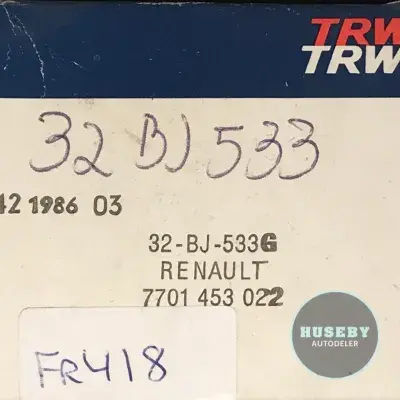 TRW
TRW
32 BJ 533
42 1986 03
32-BJ-533G
RENAULT
7701 453 022
HUSEBY
AUTODELER
FR418